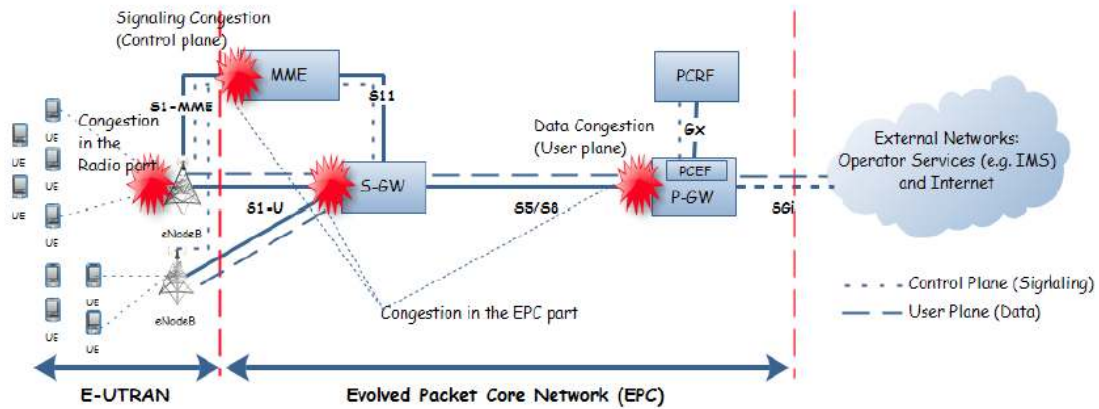 Signaling Congestion
(Control plane)
MME
PCRF
S1-MME
S11
Gx
UE
UE
UE
UE
UE
Congestion
in the
Radio part
Data Congestion
(User plane)
External Networks:
Operator Services (e.g. IMS)
and Internet
S-GW
PCEF
P-GW
S1-U
S5/S8
SGi
eNodeB
UE
UE
UE
UE
eNodeB
Congestion in the EPC part
Control Plane (Signaling)
User Plane (Data)
E-UTRAN
Evolved Packet Core Network (EPC)